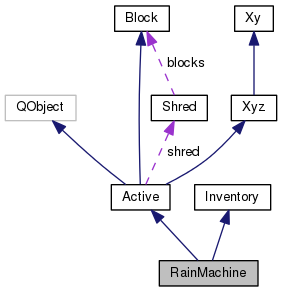 Block
Xy
blocks
QObject
Shred
Xyz
shred
Active
Inventory
RainMachine